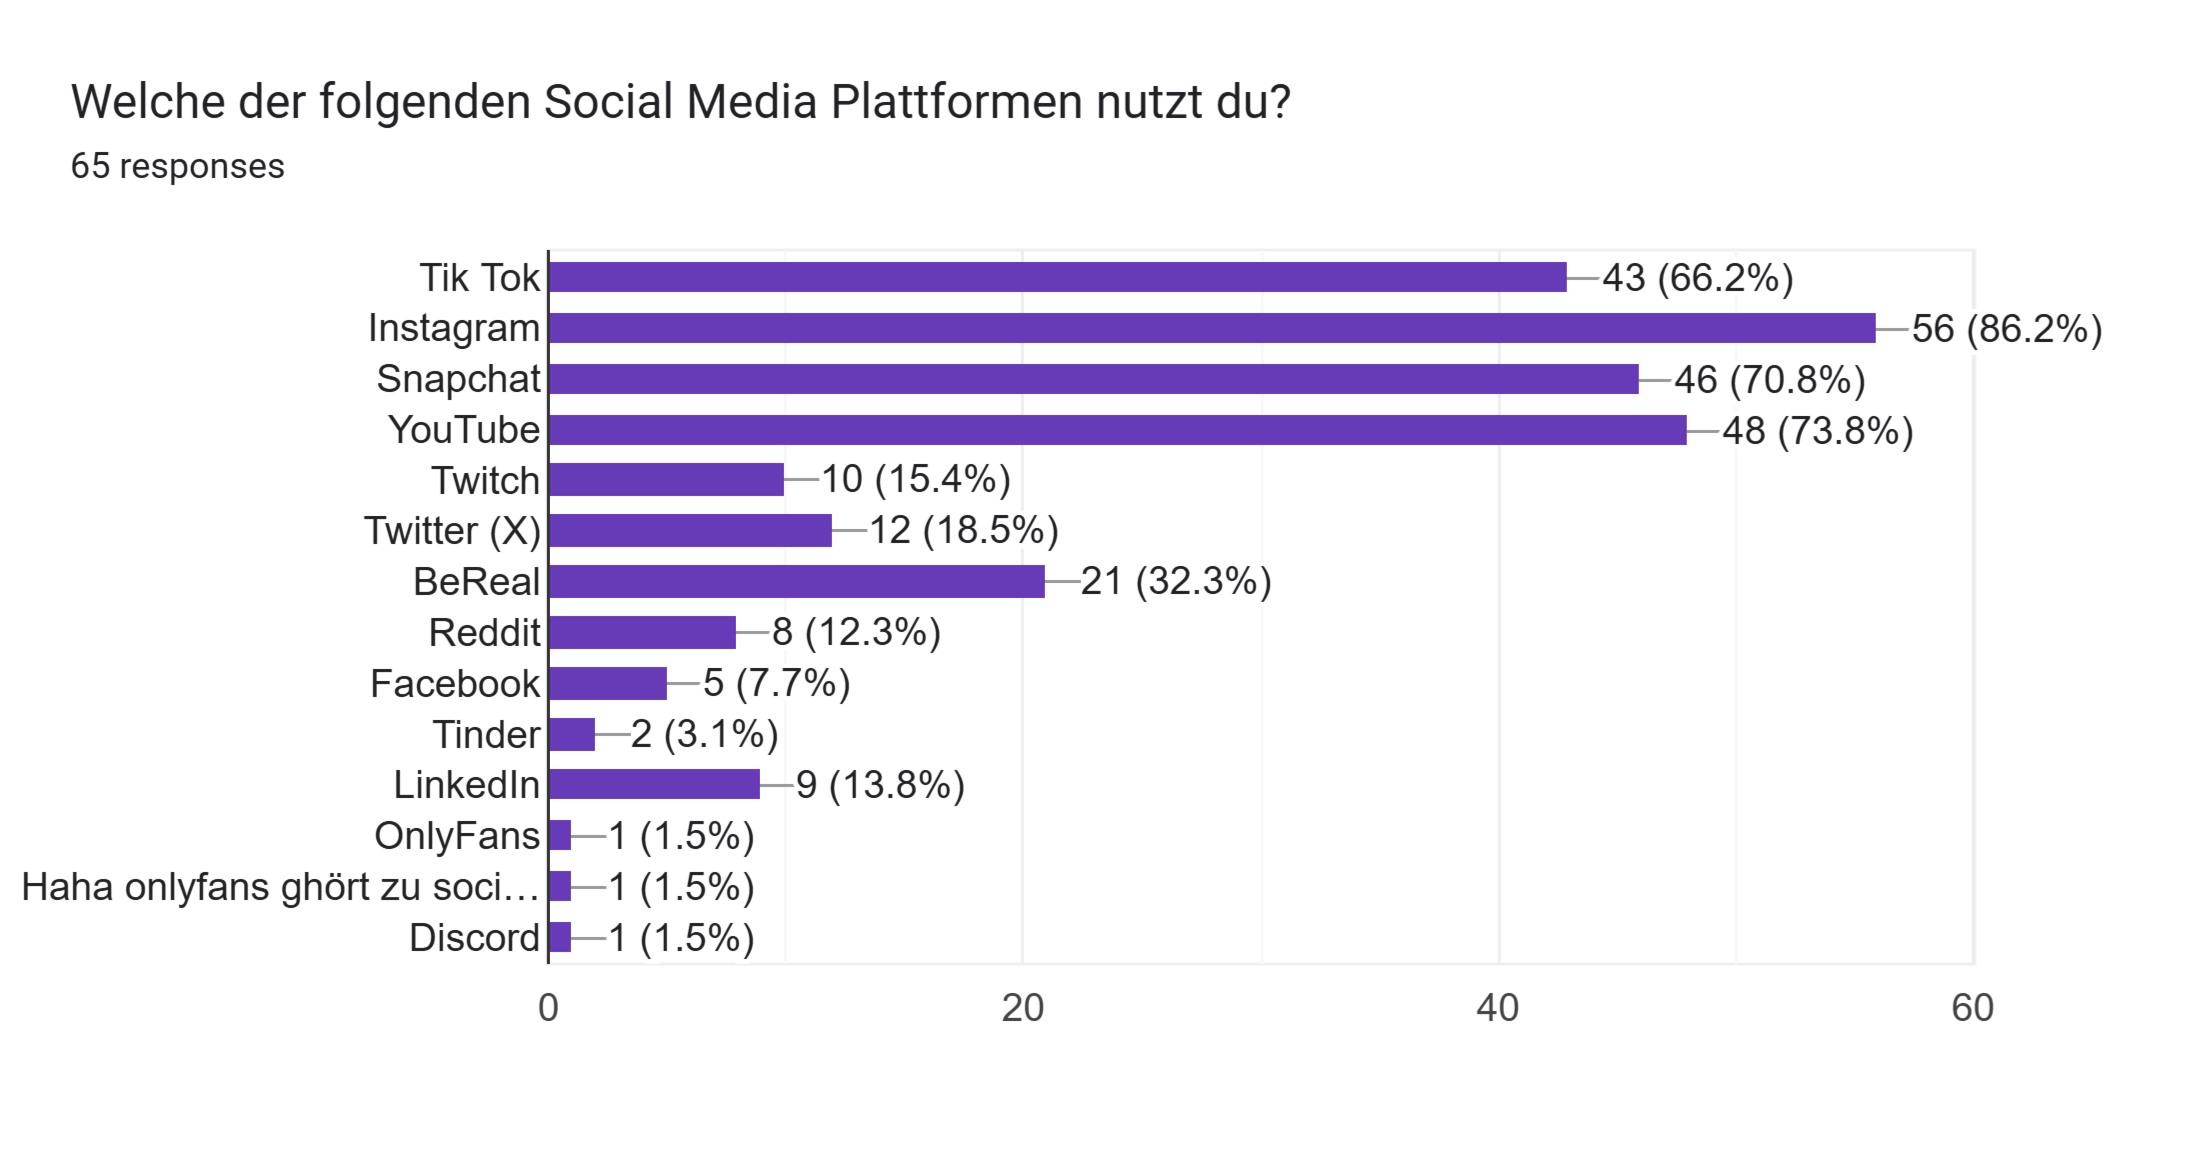 Welche der folgenden Social Media Plattformen nutzt du?
65 responses
Tik Tok 43 (66.2%)
Instagram 56 (86.2%)
Snapchat 46 (70.8%)
YouTube 48 (73.8%)
Twitch 10 (15.4%)
Twitter (X) 12 (18.5%)
BeReal 21 (32.3%)
Reddit 8 (12.3%)
Facebook 5 (7.7%)
Tinder 2 (3.1%)
LinkedIn 9 (13.8%)
OnlyFans 1 (1.5%)
Haha onlyfans ghört zu soci… 1 (1.5%)
Discord 1 (1.5%)
0 20 40 60